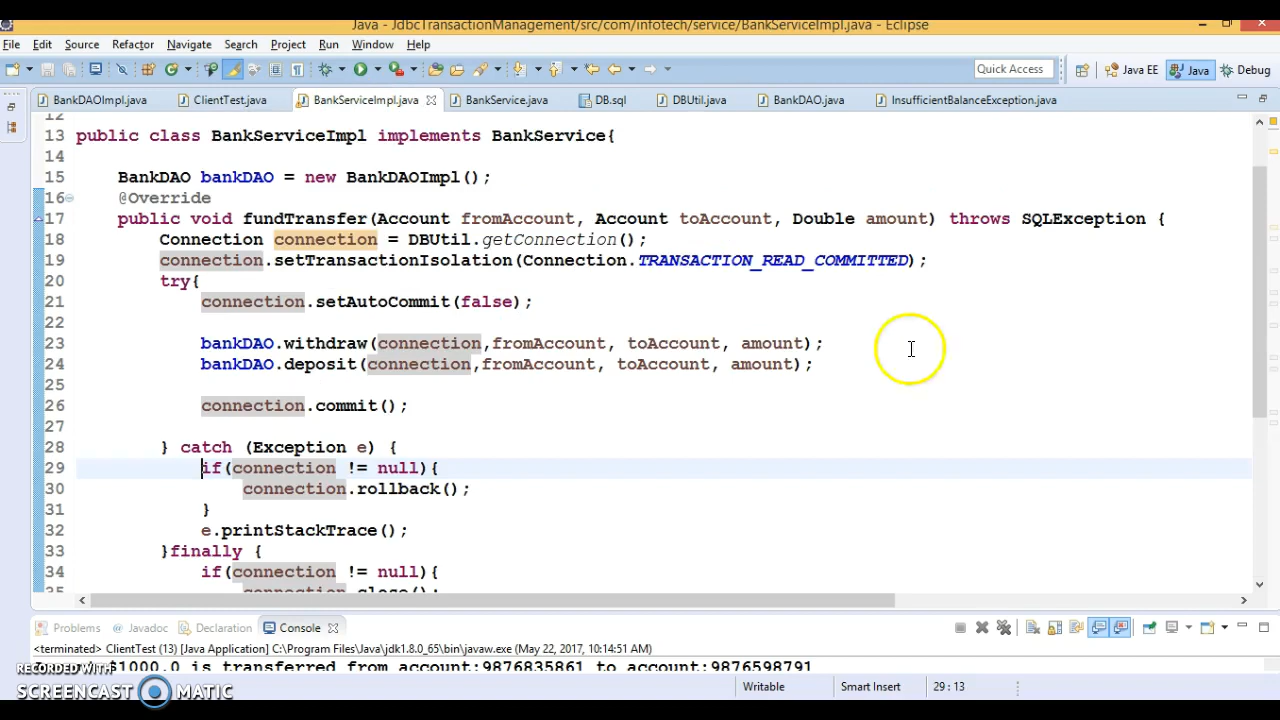 Java - JdbcTransactionManagement/src/com/infotech/service/BankServiceImpl.java - Eclipse
File Edit Source Refactor Navigate Search Project Run Window Help
Quick Access Java EE Java Debug
BankDAOImpl.java ClientTest.java BankServiceImpl.java BankService.java DB.sql DBUtil.java BankDAO.java InsufficientBalanceException.java
12
13 public class BankServiceImpl implements BankService{
14
15 BankDAO bankDAO = new BankDAOImpl();
16 @Override
17 public void fundTransfer(Account fromAccount, Account toAccount, Double amount) throws SQLException {
18 Connection connection = DBUtil.getConnection();
19 connection.setTransactionIsolation(Connection.TRANSACTION_READ_COMMITTED);
20 try{
21 connection.setAutoCommit(false);
22
23 bankDAO.withdraw(connection,fromAccount, toAccount, amount);
24 bankDAO.deposit(connection,fromAccount, toAccount, amount);
25
26 connection.commit();
27
28 } catch (Exception e) {
29 if(connection != null){
30 connection.rollback();
31 }
32 e.printStackTrace();
33 }finally {
34 if(connection != null){
35 connection.close();
Problems Javadoc Declaration Console
<terminated> ClientTest (13) [Java Application] C:\Program Files\Java\jdk1.8.0_65\bin\javaw.exe (May 22, 2017, 10:14:51 AM)
$1000.0 is transferred from account:9876835861 to account:9876598791
RECORDED WITH
SCREENCAST MATIC
Writable Smart Insert 29 : 13